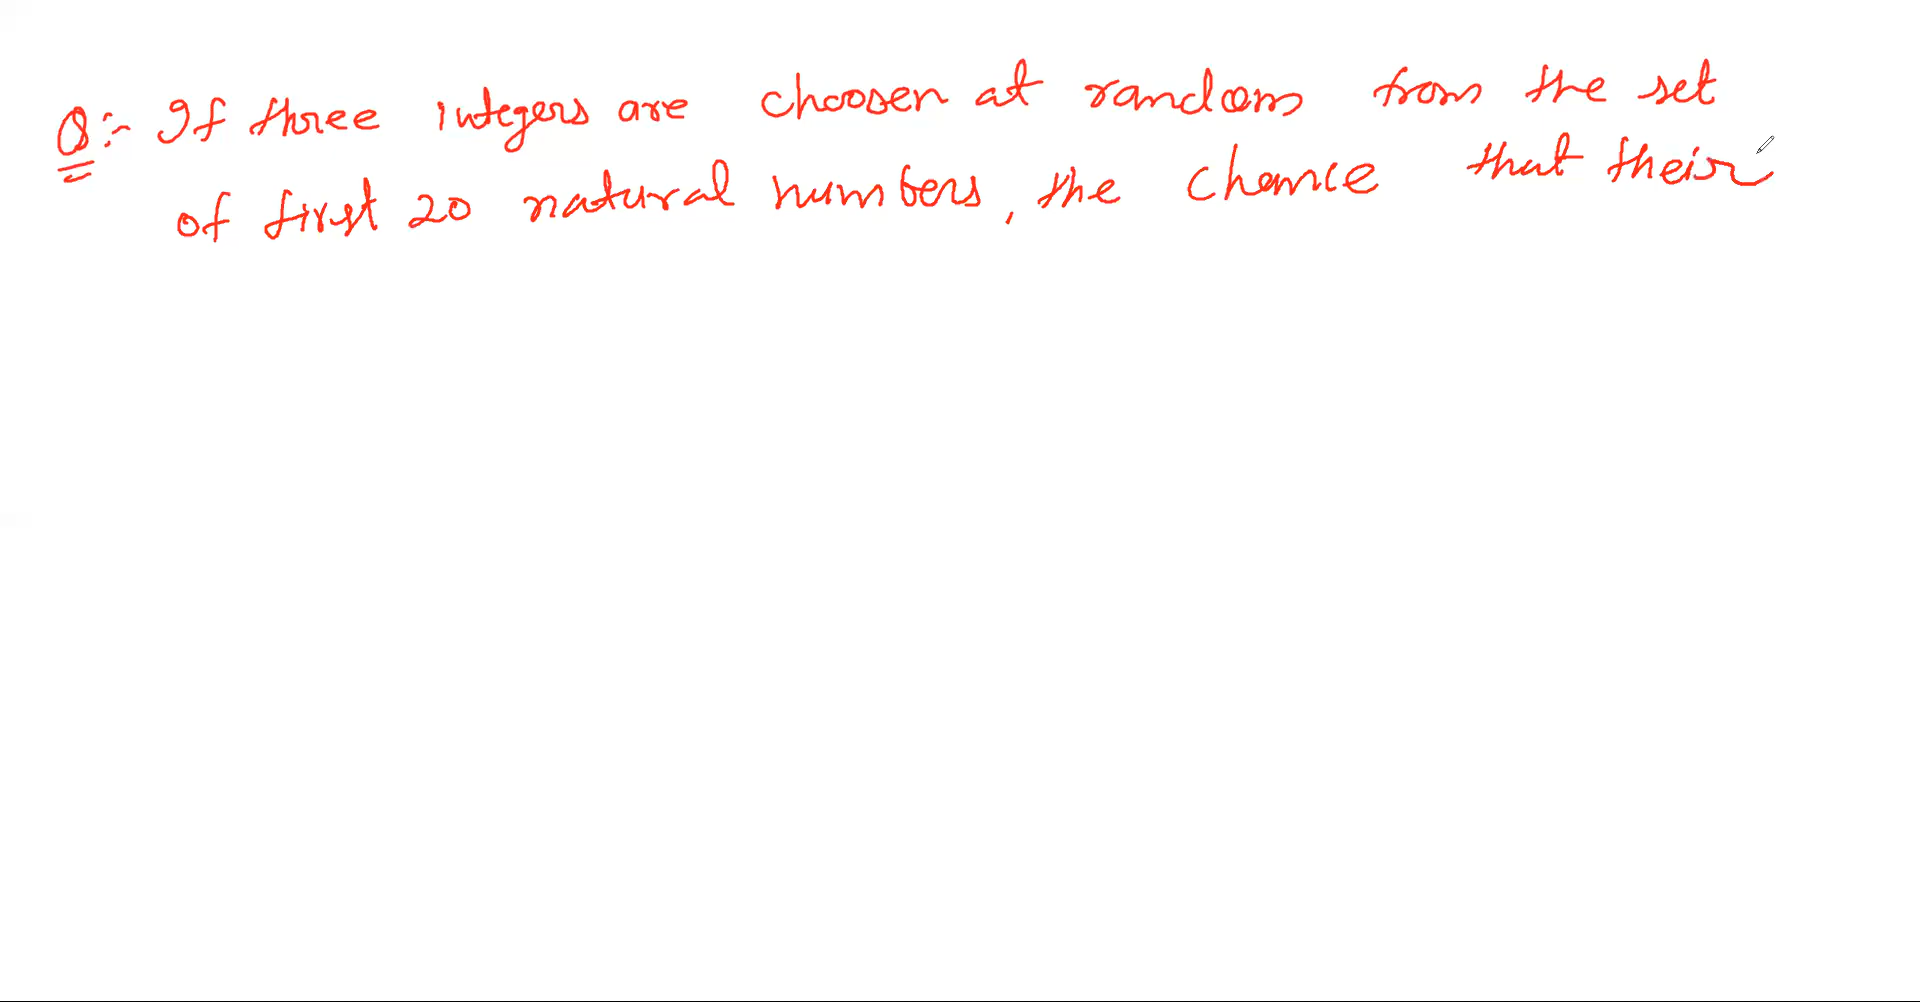 Q:- If three integers are choosen at random from the set
of first 20 natural numbers, the chance that their